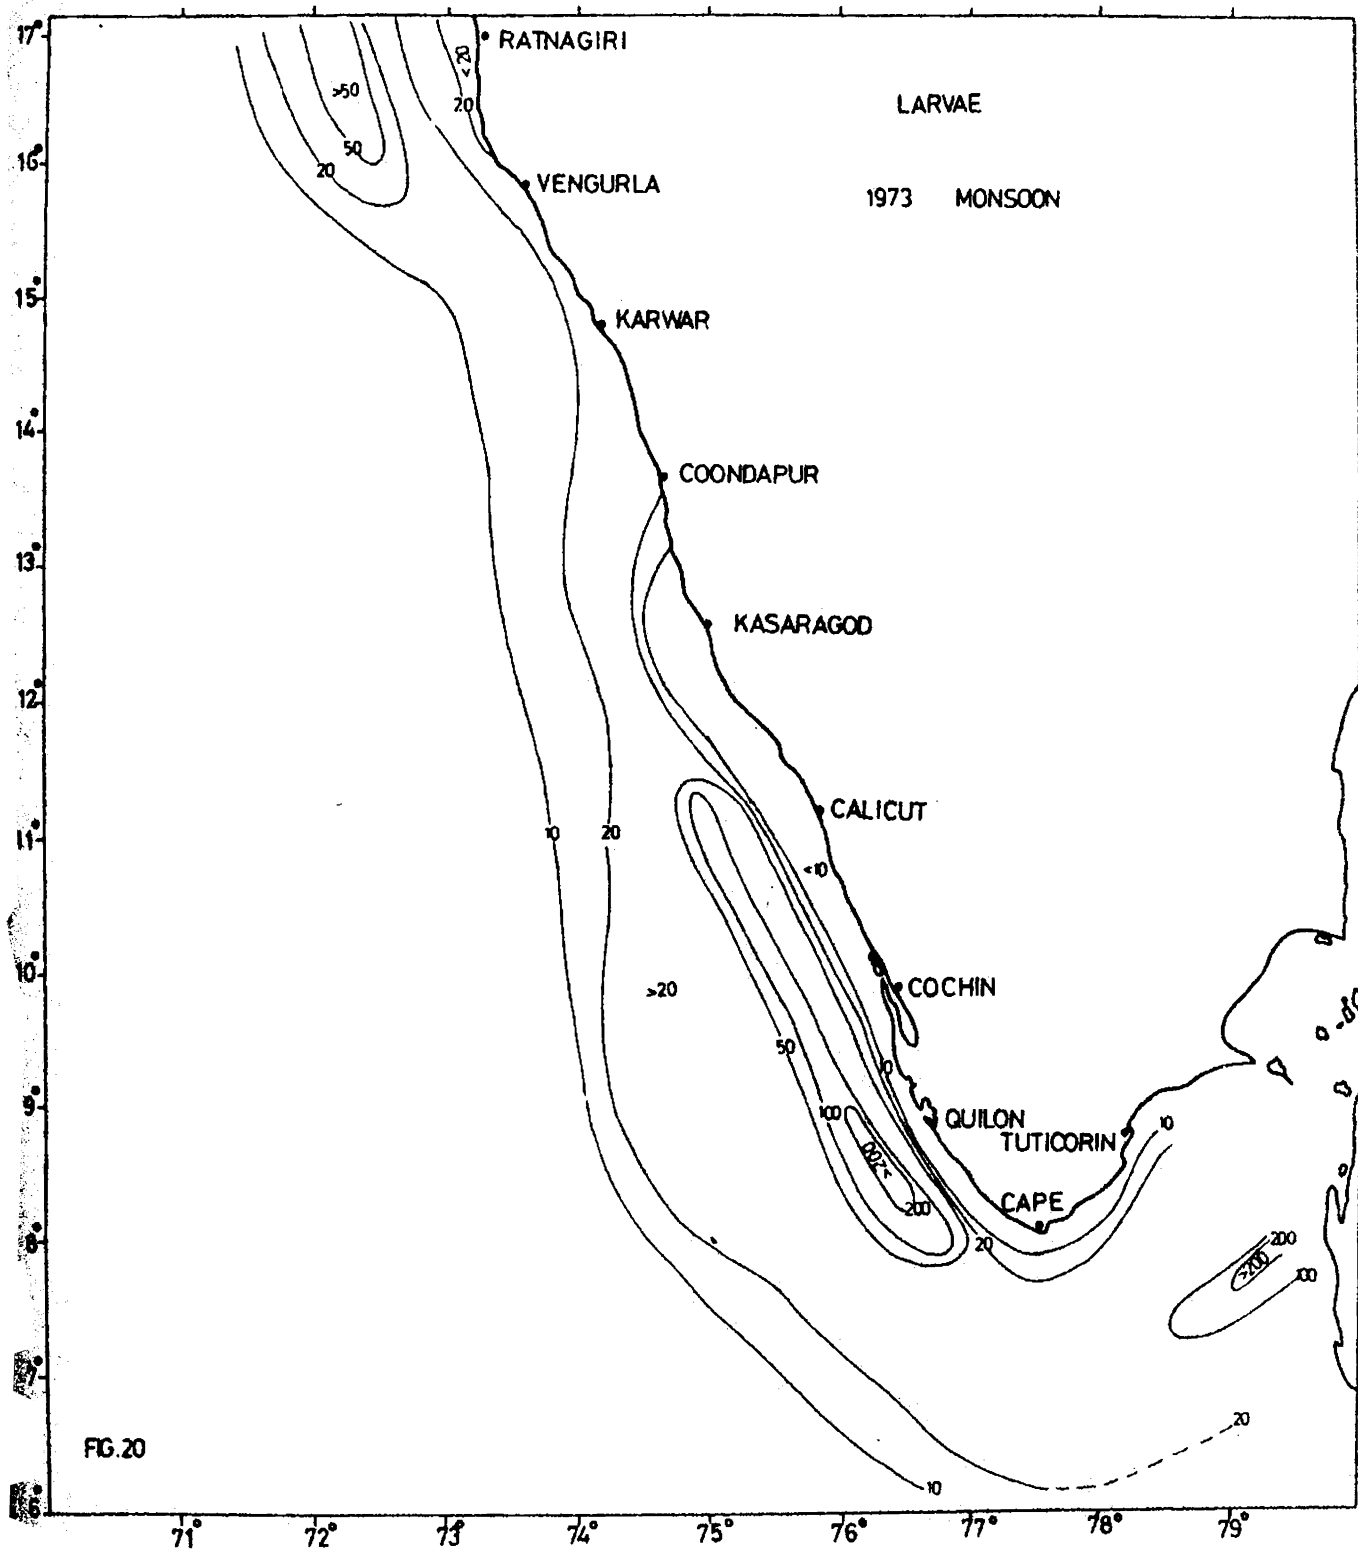 17° RATNAGIRI
<20
LARVAE
>50
20
50
16° 20
VENGURLA
1973 MONSOON
15°
KARWAR
14°
COONDAPUR
13°
KASARAGOD
12°
CALICUT
11° 10 20
<10
10°
COCHIN
>20
50
10
9°
100 QUILON
10
TUTICORIN
>200
CAPE
200
8° 20 200
>200
100
7°
20
FIG.20
10
6°
71° 72° 73° 74° 75° 76° 77° 78° 79°